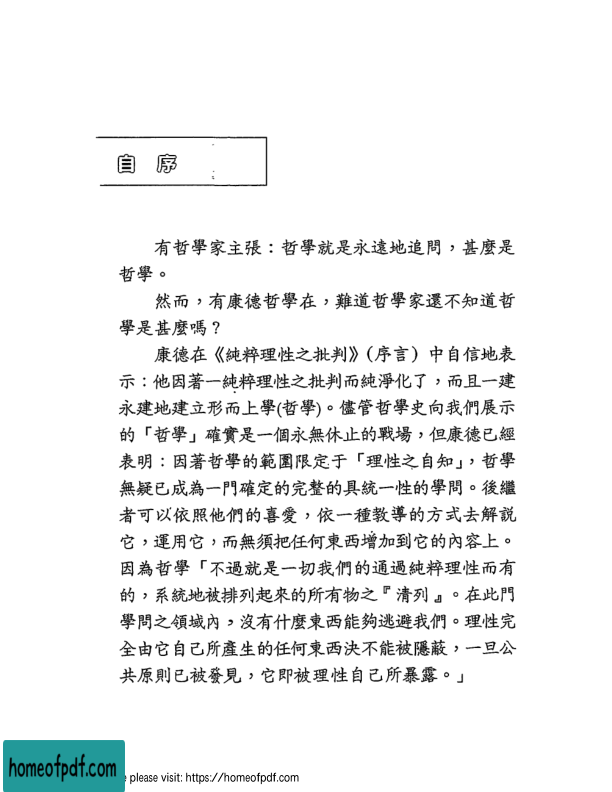 自序
有哲學家主張：哲學就是永遠地追問，甚麼是
哲學。
然而，有康德哲學在，難道哲學家還不知道哲
學是甚麼嗎？
康德在《純粹理性之批判》（序言）中自信地表
示：他因著一純粹理性之批判而純淨化了，而且一建
永建地建立形而上學(哲學)。儘管哲學史向我們展示
的「哲學」確實是一個永無休止的戰場，但康德已經
表明：因著哲學的範圍限定于「理性之自知」，哲學
無疑已成為一門確定的完整的具統一性的學問。後繼
者可以依照他們的喜愛，依一種教導的方式去解説
它，運用它，而無須把任何東西增加到它的內容上。
因為哲學「不過就是一切我們的通過純粹理性而有
的，系統地被排列起來的所有物之『清列』。在此門
學問之領域內，沒有什麼東西能夠逃避我們。理性完
全由它自己所產生的任何東西決不能被隱蔽，一旦公
共原則已被發見，它即被理性自己所暴露。」
homeofpdf.com
please visit: https://homeofpdf.com